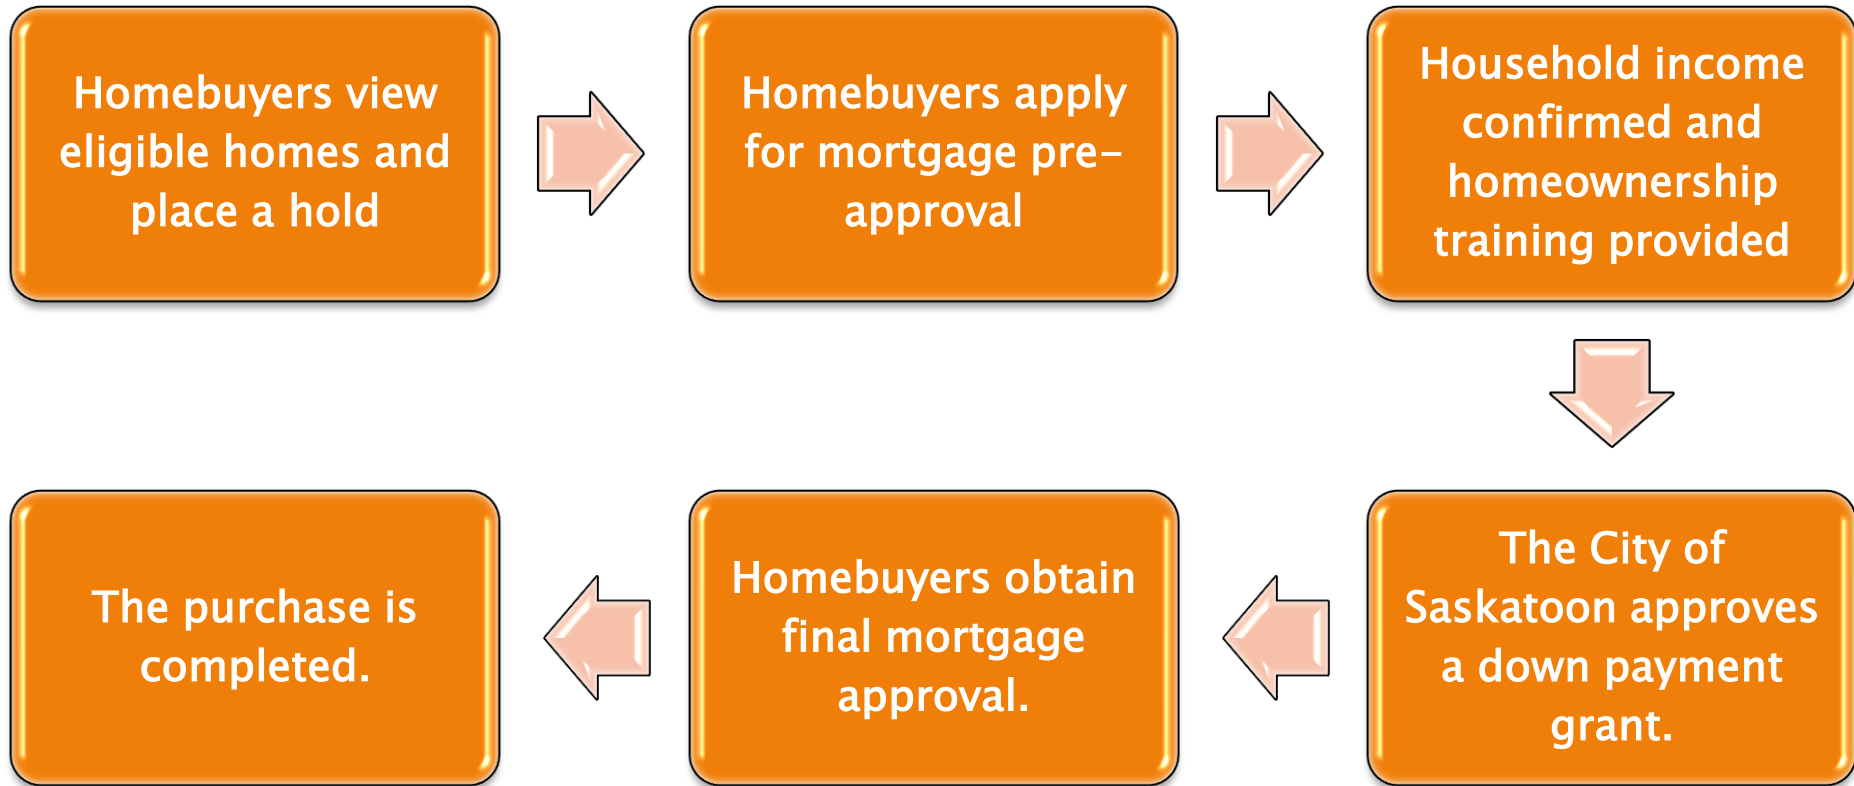 Homebuyers view
eligible homes and
place a hold
Homebuyers apply
for mortgage pre-
approval
Household income
confirmed and
homeownership
training provided
The City of
Saskatoon approves
a down payment
grant.
Homebuyers obtain
final mortgage
approval.
The purchase is
completed.